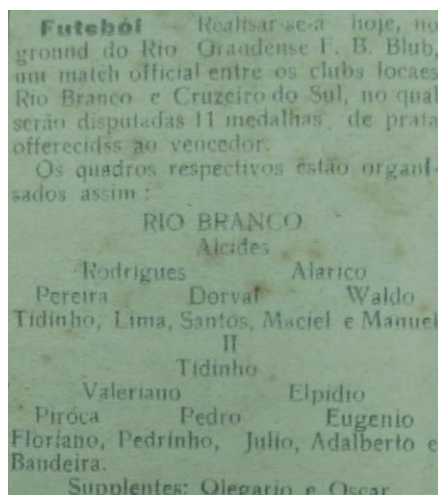 Futebol Realisar-se-á hoje, no
ground do Rio Grandense F. B. Blub,
um match official entre os clubs locaes
Rio Branco e Cruzeiro do Sul, no qual
serão disputadas 11 medalhas de prata
offerecidss ao vencedor.
Os quadros respectivos estão organi-
sados assim :
RIO BRANCO
Alcides
Rodrigues Alarico
Pereira Dorval Waldo
Tidinho, Lima, Santos, Maciel e Manuel
II
Tidinho
Valeriano Elpidio
Piróca Pedro Eugenio
Floriano, Pedrinho, Julio, Adalberto e
Bandeira.
Supplentes: Olegario e Oscar